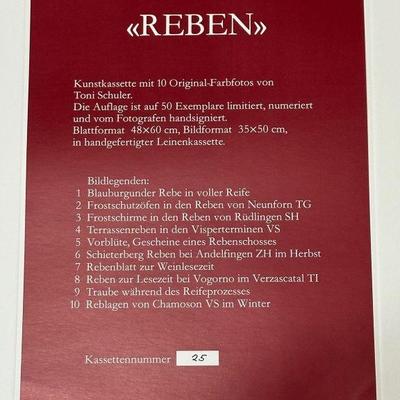 «REBEN»
Kunstkassette mit 10 Original-Farbfotos von
Toni Schuler.
Die Auflage ist auf 50 Exemplare limitiert, numeriert
und vom Fotografen handsigniert.
Blattformat 48×60 cm, Bildformat 35×50 cm,
in handgefertigter Leinenkassette.
Bildlegenden:
1 Blauburgunder Rebe in voller Reife
2 Frostschutzöfen in den Reben von Neunforn TG
3 Frostschirme in den Reben von Rüdlingen SH
4 Terrassenreben in den Visperterminen VS
5 Vorblüte, Gescheine eines Rebenschosses
6 Schieterberg Reben bei Andelfingen ZH im Herbst
7 Rebenblatt zur Weinlesezeit
8 Reben zur Lesezeit bei Vogorno im Verzascatal TI
9 Traube während des Reifeprozesses
10 Reblagen von Chamoson VS im Winter
Kassettennummer 25